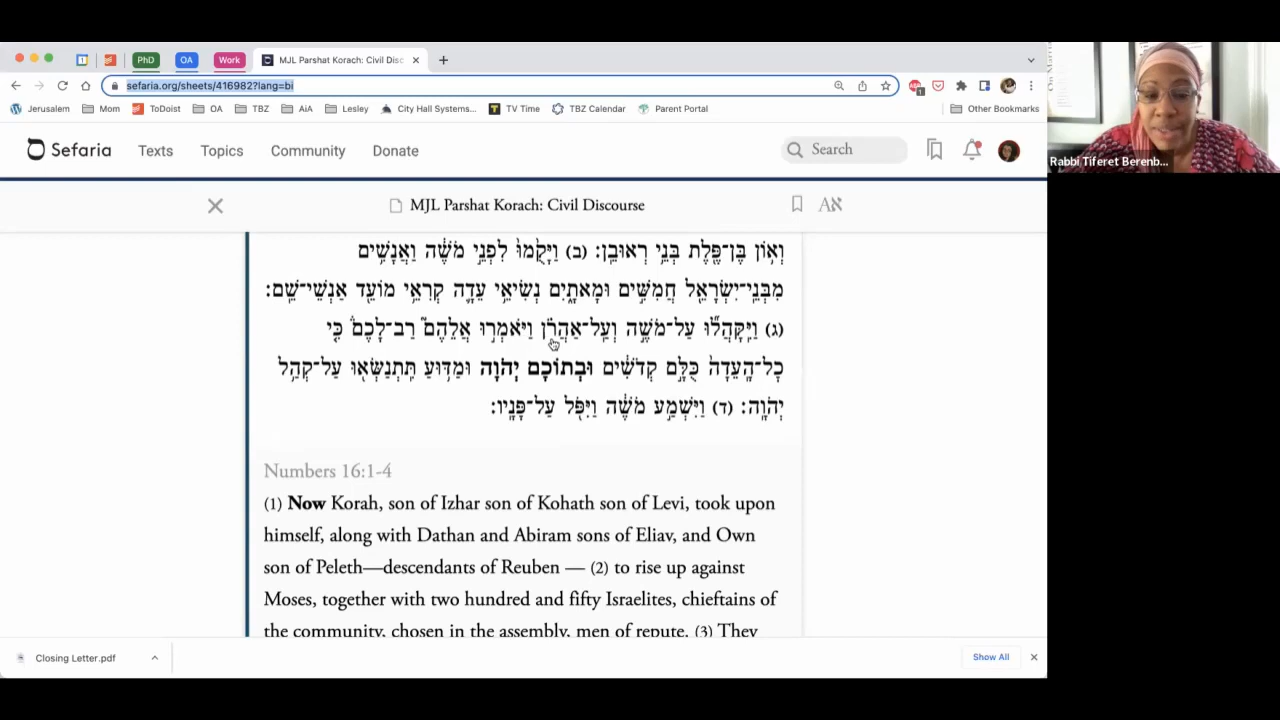 PhD OA Work MJL Parshat Korach: Civil Disc
sefaria.org/sheets/416982?lang=bi
Jerusalem Mom ToDoist OA TBZ AiA Lesley City Hall Systems... TV Time TBZ Calendar Parent Portal Other Bookmarks
Rabbi Tiferet Berenb...
Sefaria Texts Topics Community Donate Search
MJL Parshat Korach: Civil Discourse
וְא֥וֹן בֶּן־פֶּ֖לֶת בְּנֵ֥י רְאוּבֵֽן׃ (ב) וַיָּקֻ֙מוּ֙ לִפְנֵ֣י מֹשֶׁ֔ה וַאֲנָשִׁ֥ים
מִבְּנֵֽי־יִשְׂרָאֵ֖ל חֲמִשִּׁ֣ים וּמָאתָ֑יִם נְשִׂיאֵ֥י עֵדָ֛ה קְרִאֵ֥י מוֹעֵ֖ד אַנְשֵׁי־שֵֽׁם׃
(ג) וַיִּֽקָּהֲל֞וּ עַל־מֹשֶׁ֣ה וְעַֽל־אַהֲרֹ֗ן וַיֹּאמְר֣וּ אֲלֵהֶם֮ רַב־לָכֶם֒ כִּ֤י
כׇל־הָֽעֵדָה֙ כֻּלָּ֣ם קְדֹשִׁ֔ים וּבְתוֹכָ֖ם יְהֹוָ֑ה וּמַדּ֥וּעַ תִּֽתְנַשְּׂא֖וּ עַל־קְהַ֥ל
יְהֹוָֽה׃ (ד) וַיִּשְׁמַ֣ע מֹשֶׁ֔ה וַיִּפֹּ֖ל עַל־פָּנָֽיו׃
Numbers 16:1-4
(1) Now Korah, son of Izhar son of Kohath son of Levi, took upon
himself, along with Dathan and Abiram sons of Eliav, and Own
son of Peleth—descendants of Reuben — (2) to rise up against
Moses, together with two hundred and fifty Israelites, chieftains of
the community, chosen in the assembly, men of repute. (3) They
Closing Letter.pdf Show All